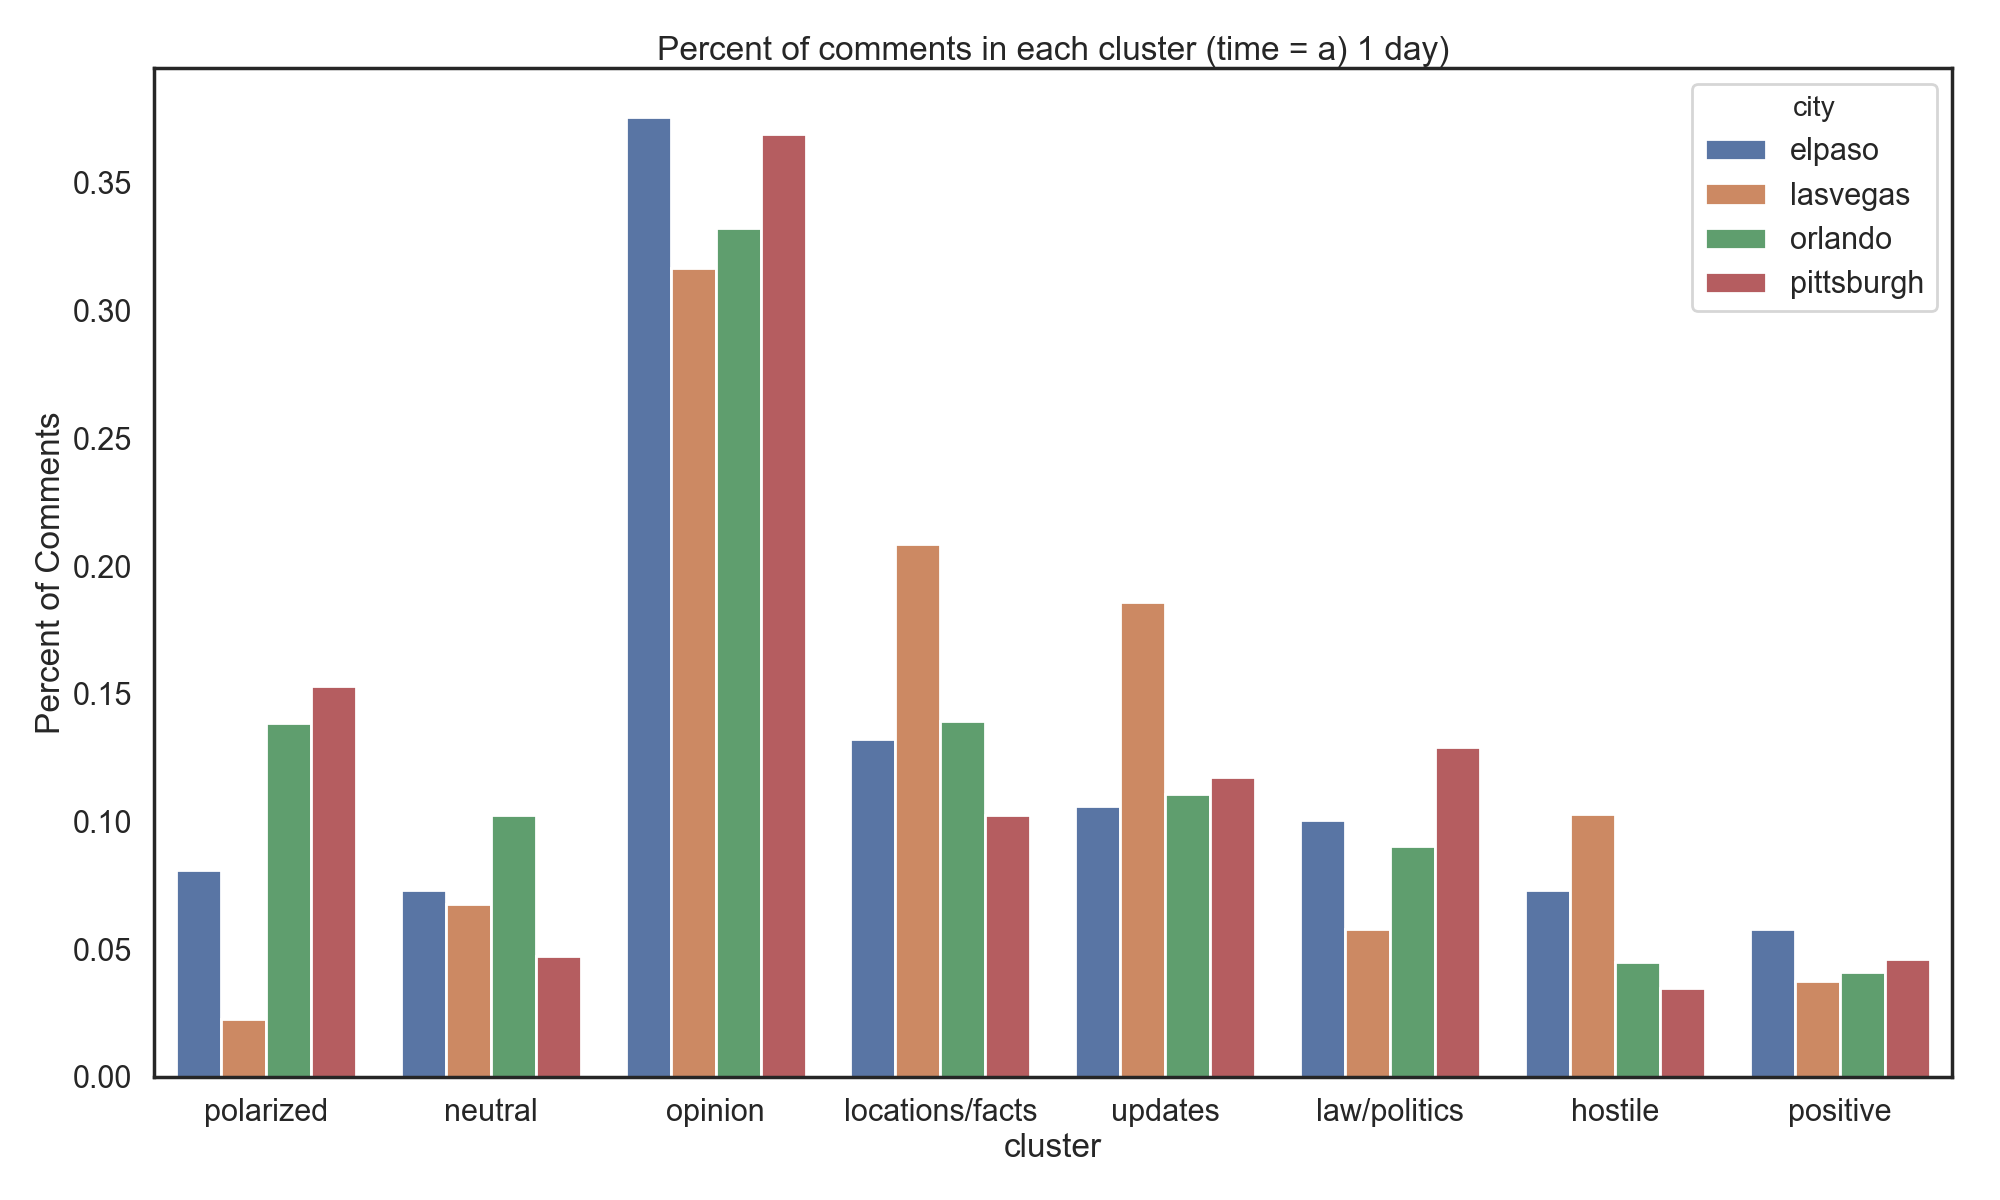 Percent of comments in each cluster (time = a) 1 day)
city
elpaso
lasvegas
orlando
pittsburgh
Percent of Comments
0.35
0.30
0.25
0.20
0.15
0.10
0.05
0.00
polarized neutral opinion locations/facts updates law/politics hostile positive
cluster